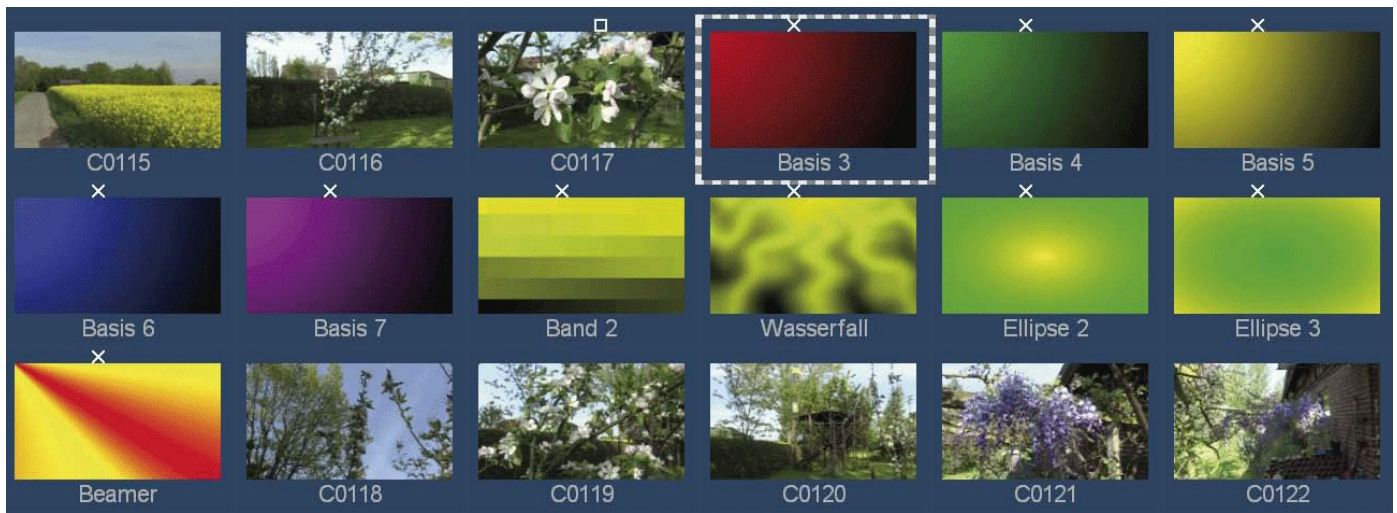 C0115 C0116 C0117 Basis 3 Basis 4 Basis 5
Basis 6 Basis 7 Band 2 Wasserfall Ellipse 2 Ellipse 3
Beamer C0118 C0119 C0120 C0121 C0122